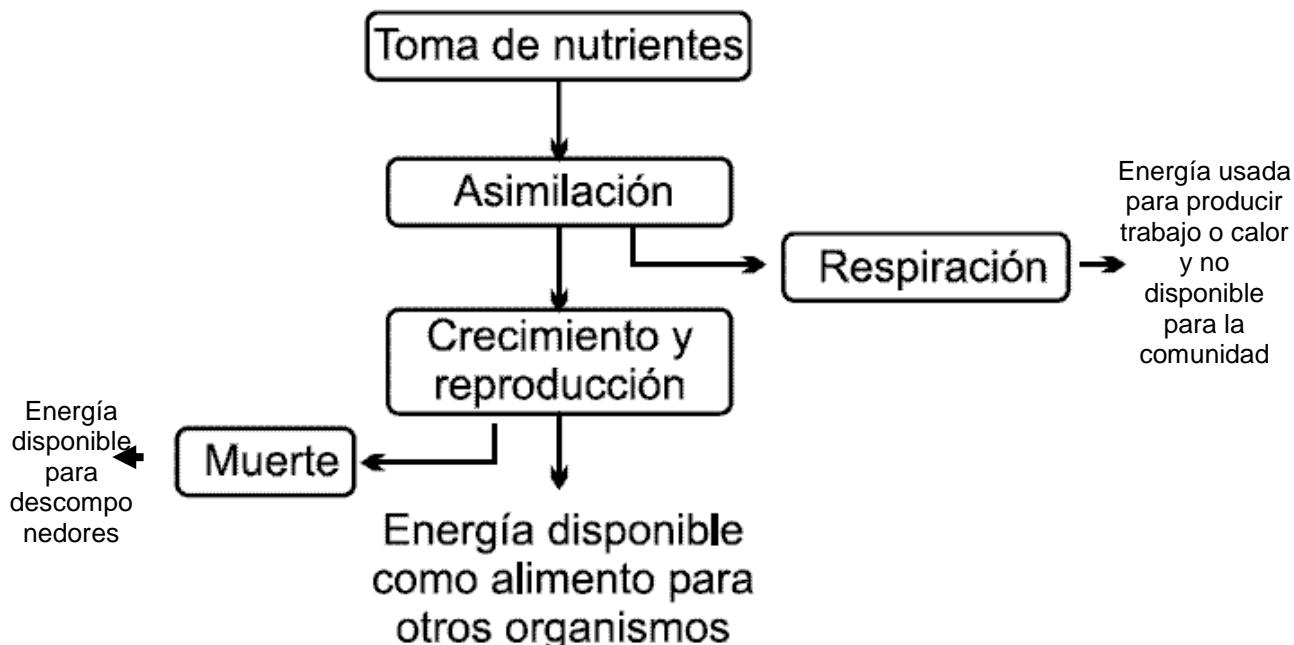 Toma de nutrientes
Asimilación
Energía usada
para producir
trabajo o calor
y no
disponible
para la
comunidad
Respiración
Crecimiento y
reproducción
Energía
disponible
para
descompo
nedores
Muerte
Energía disponible
como alimento para
otros organismos